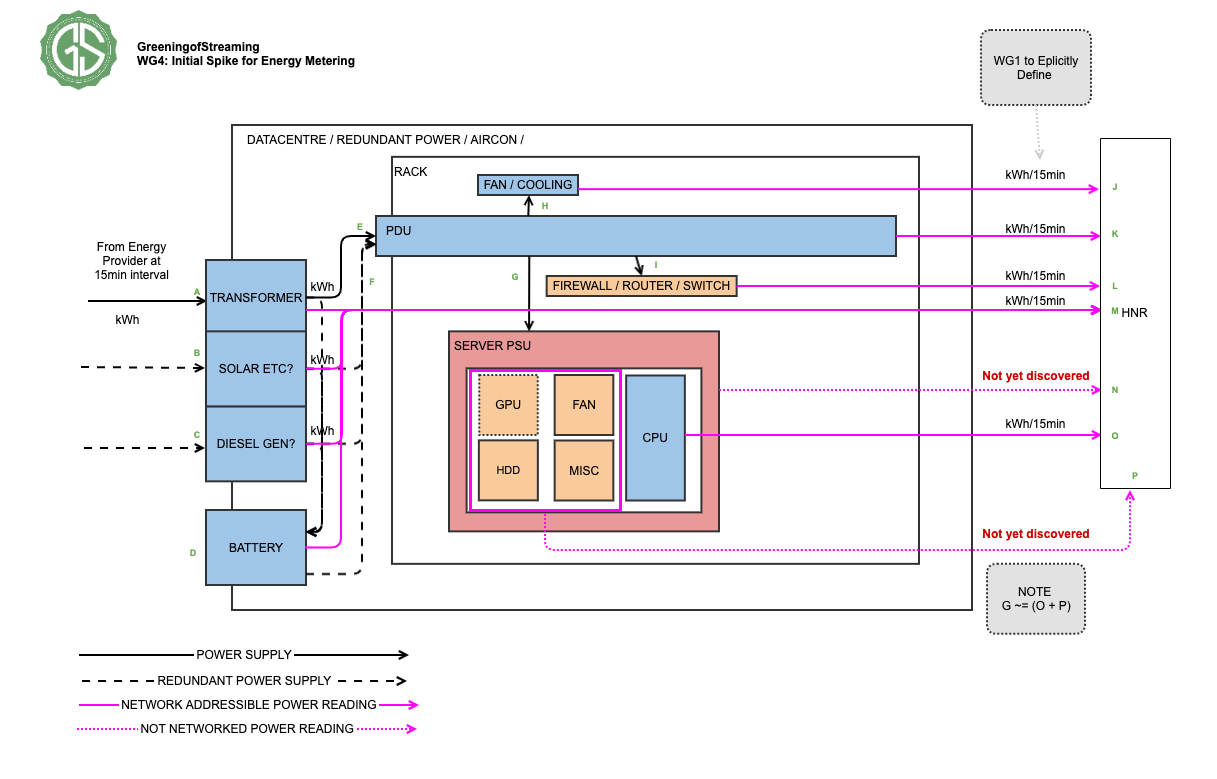 GreeningofStreaming
WG4: Initial Spike for Energy Metering
WG1 to Eplicitly
Define
DATACENTRE / REDUNDANT POWER / AIRCON /
RACK
FAN / COOLING
kWh/15min
J
H
E
PDU
kWh/15min
K
From Energy
Provider at
15min interval
A
kWh
TRANSFORMER
kWh
F
G
I
FIREWALL / ROUTER / SWITCH
kWh/15min
L
kWh/15min
M
HNR
B
SOLAR ETC?
kWh
SERVER PSU
GPU
FAN
HDD
MISC
CPU
Not yet discovered
N
C
DIESEL GEN?
kWh
kWh/15min
O
P
D
BATTERY
Not yet discovered
NOTE
G ~= (O + P)
POWER SUPPLY
REDUNDANT POWER SUPPLY
NETWORK ADDRESSIBLE POWER READING
NOT NETWORKED POWER READING